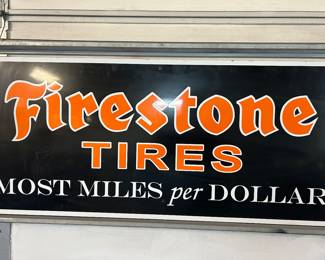 Firestone
TIRES
MOST MILES per DOLLAR